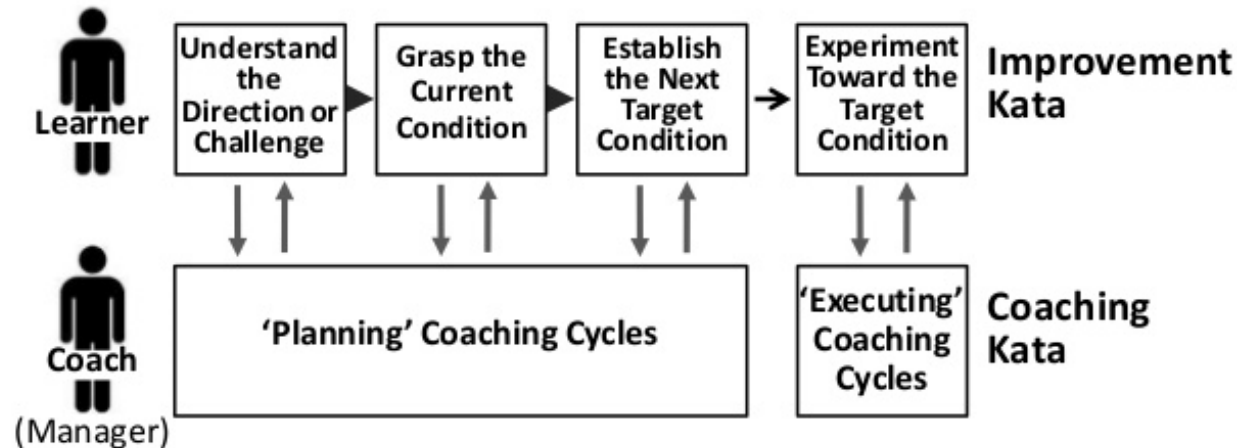 Learner
Understand
the
Direction or
Challenge
Grasp the
Current
Condition
Establish
the Next
Target
Condition
Experiment
Toward the
Target
Condition
Improvement
Kata
Coach
(Manager)
‘Planning’ Coaching Cycles
‘Executing’
Coaching
Cycles
Coaching
Kata